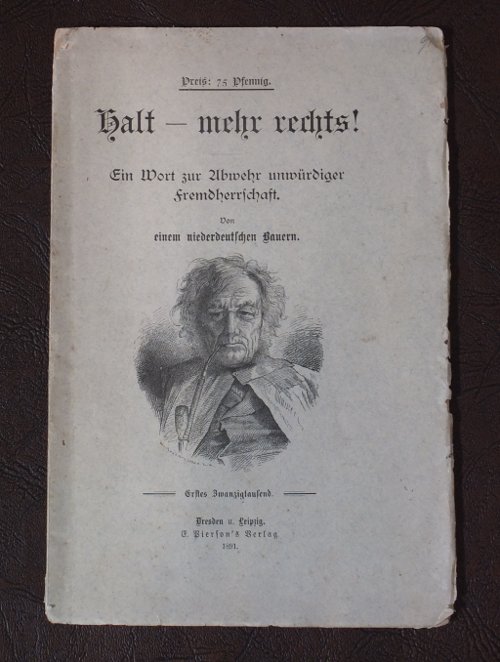 Preis: 75 Pfennig.
Halt — mehr rechts!
Ein Wort zur Abwehr unwürdiger
Fremdherrschaft.
Von
einem niederdeutschen Bauern.
Erstes Zwanzigtausend.
Dresden u. Leipzig.
E. Pierson's Verlag
1891.